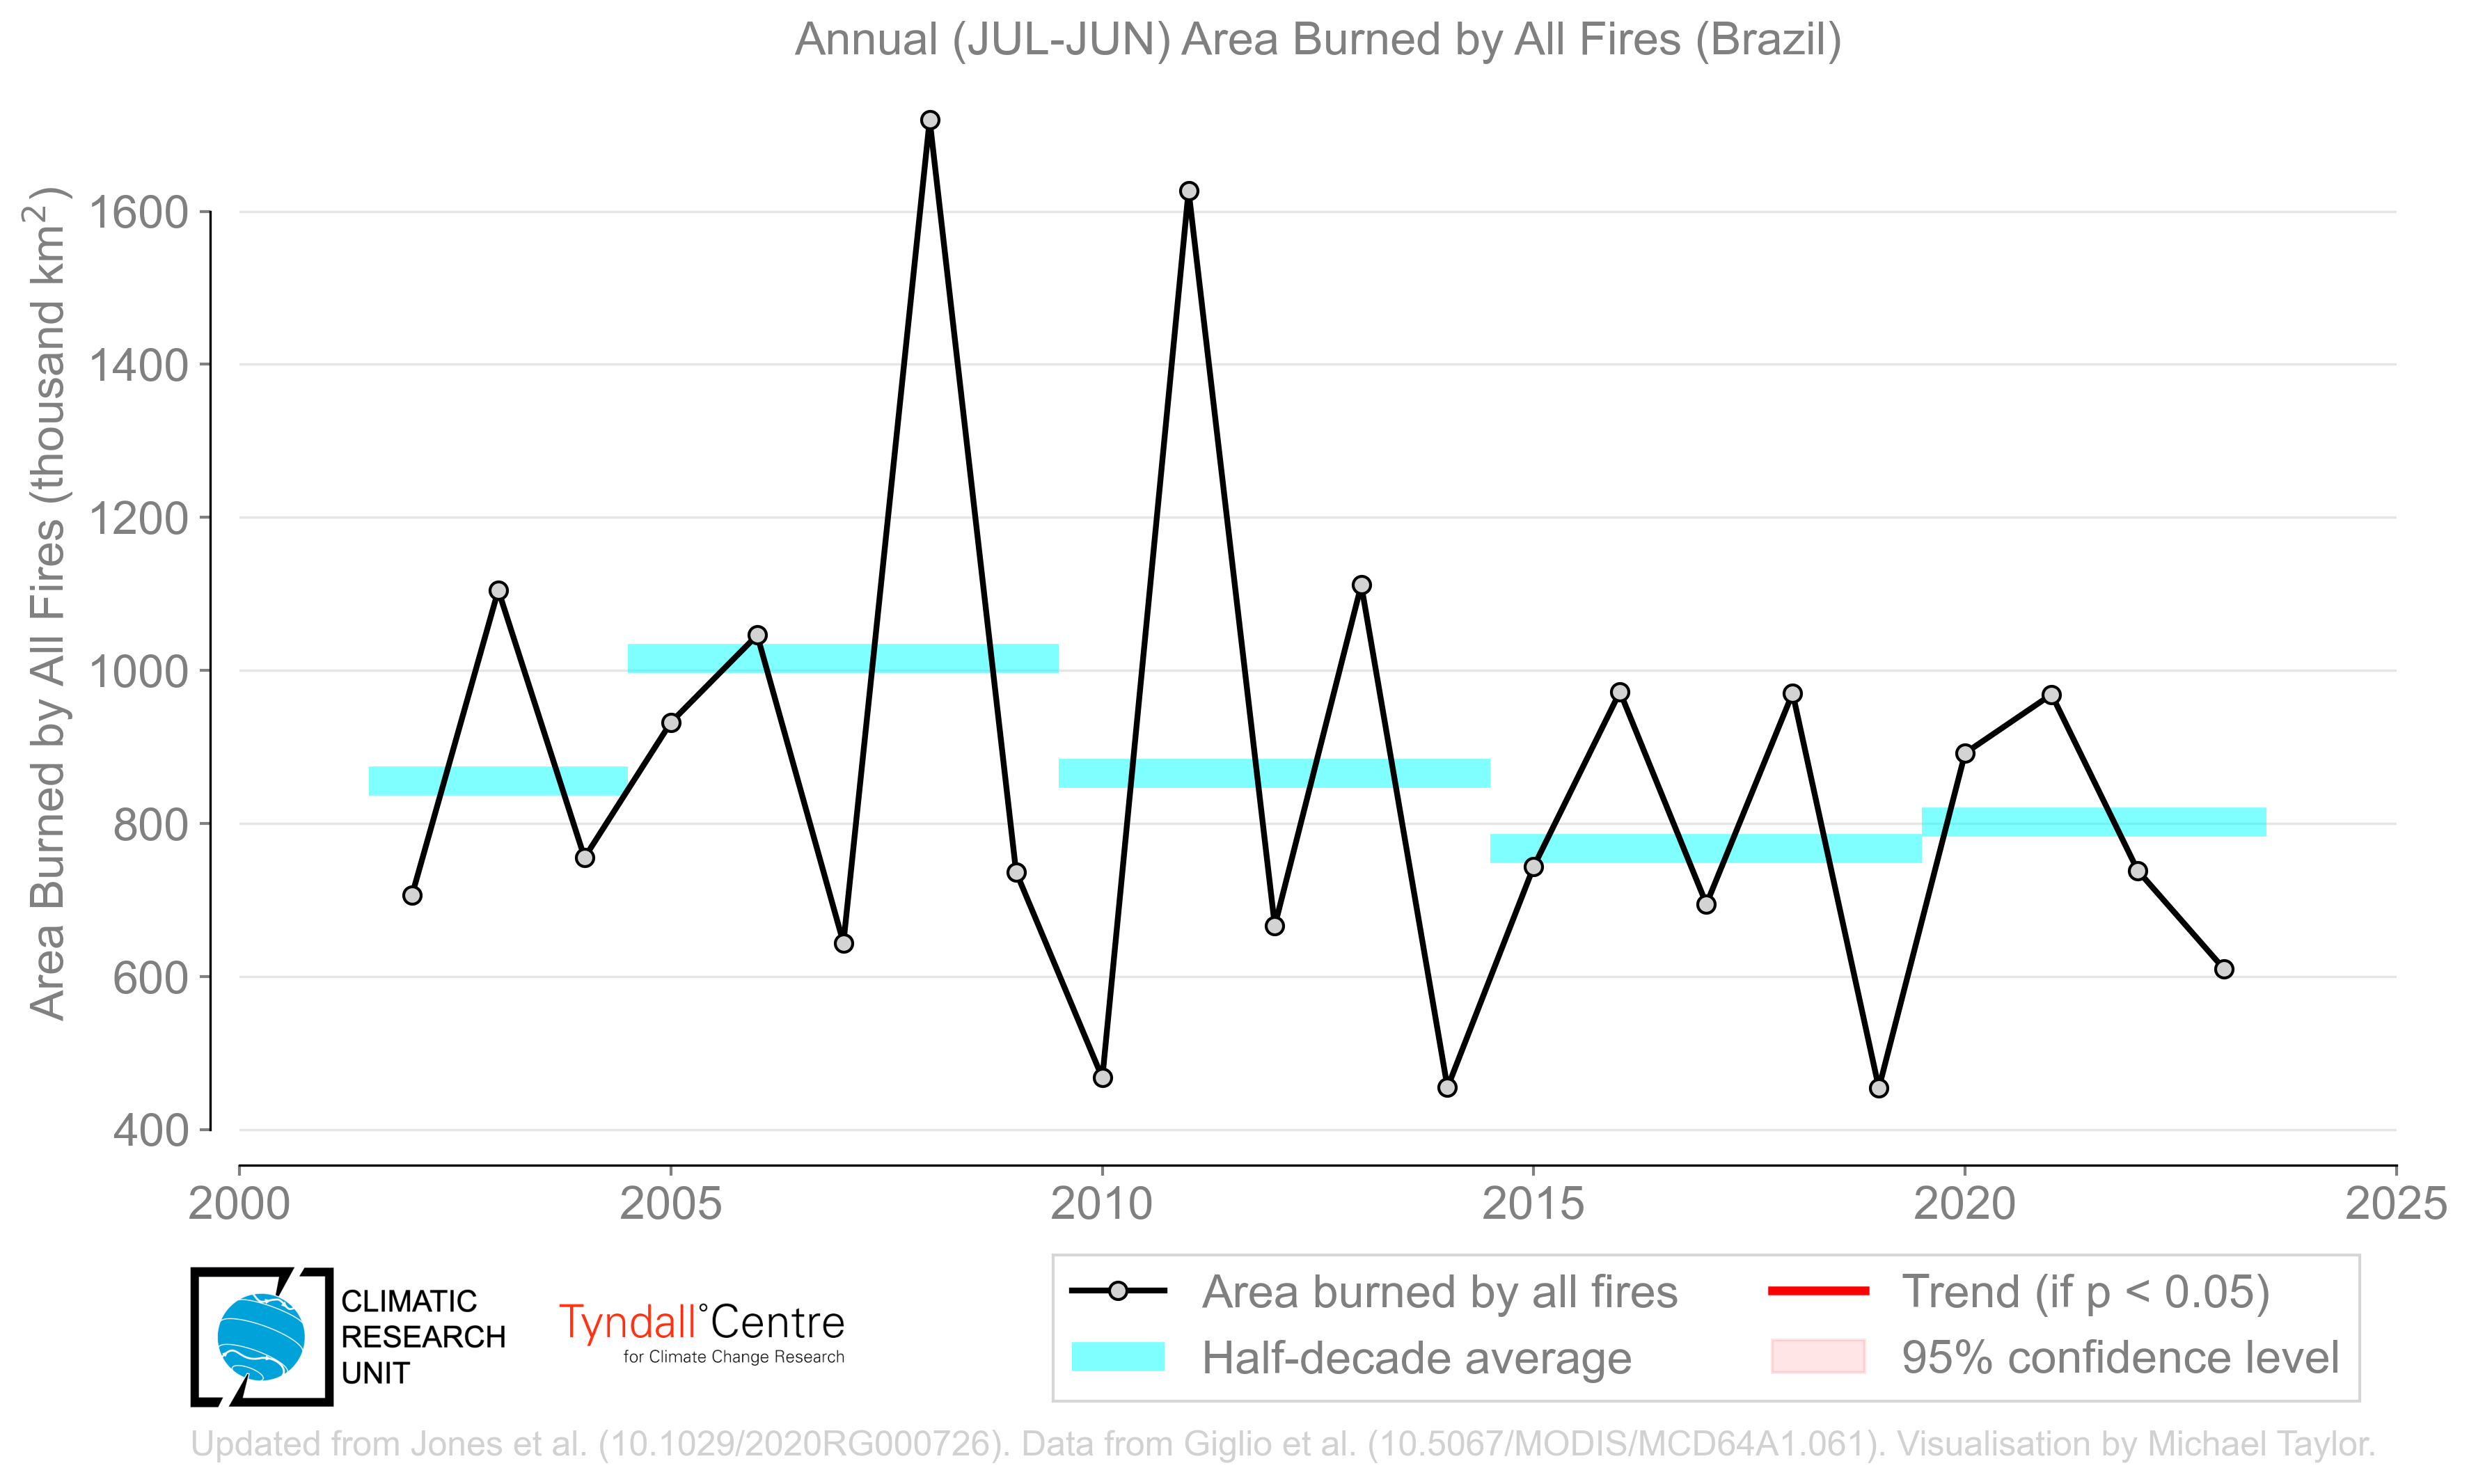 Annual (JUL-JUN) Area Burned by All Fires (Brazil)
Area Burned by All Fires (thousand km²)
1600
1400
1200
1000
800
600
400
2000 2005 2010 2015 2020 2025
CLIMATIC
RESEARCH
UNIT
Tyndall°Centre
for Climate Change Research
Area burned by all fires
Half-decade average
Trend (if p < 0.05)
95% confidence level
Updated from Jones et al. (10.1029/2020RG000726). Data from Giglio et al. (10.5067/MODIS/MCD64A1.061). Visualisation by Michael Taylor.